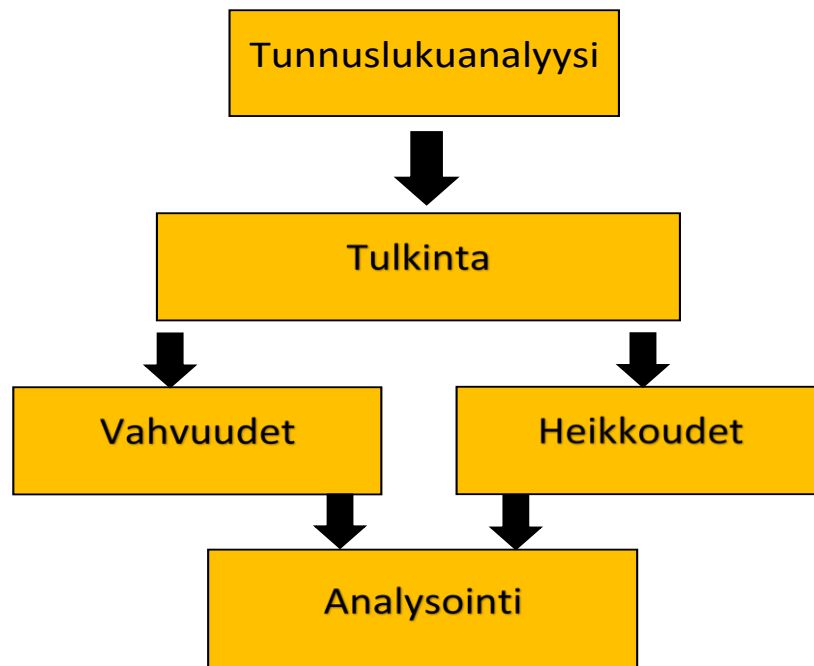 Tunnuslukuanalyysi
Tulkinta
Vahvuudet
Heikkoudet
Analysointi